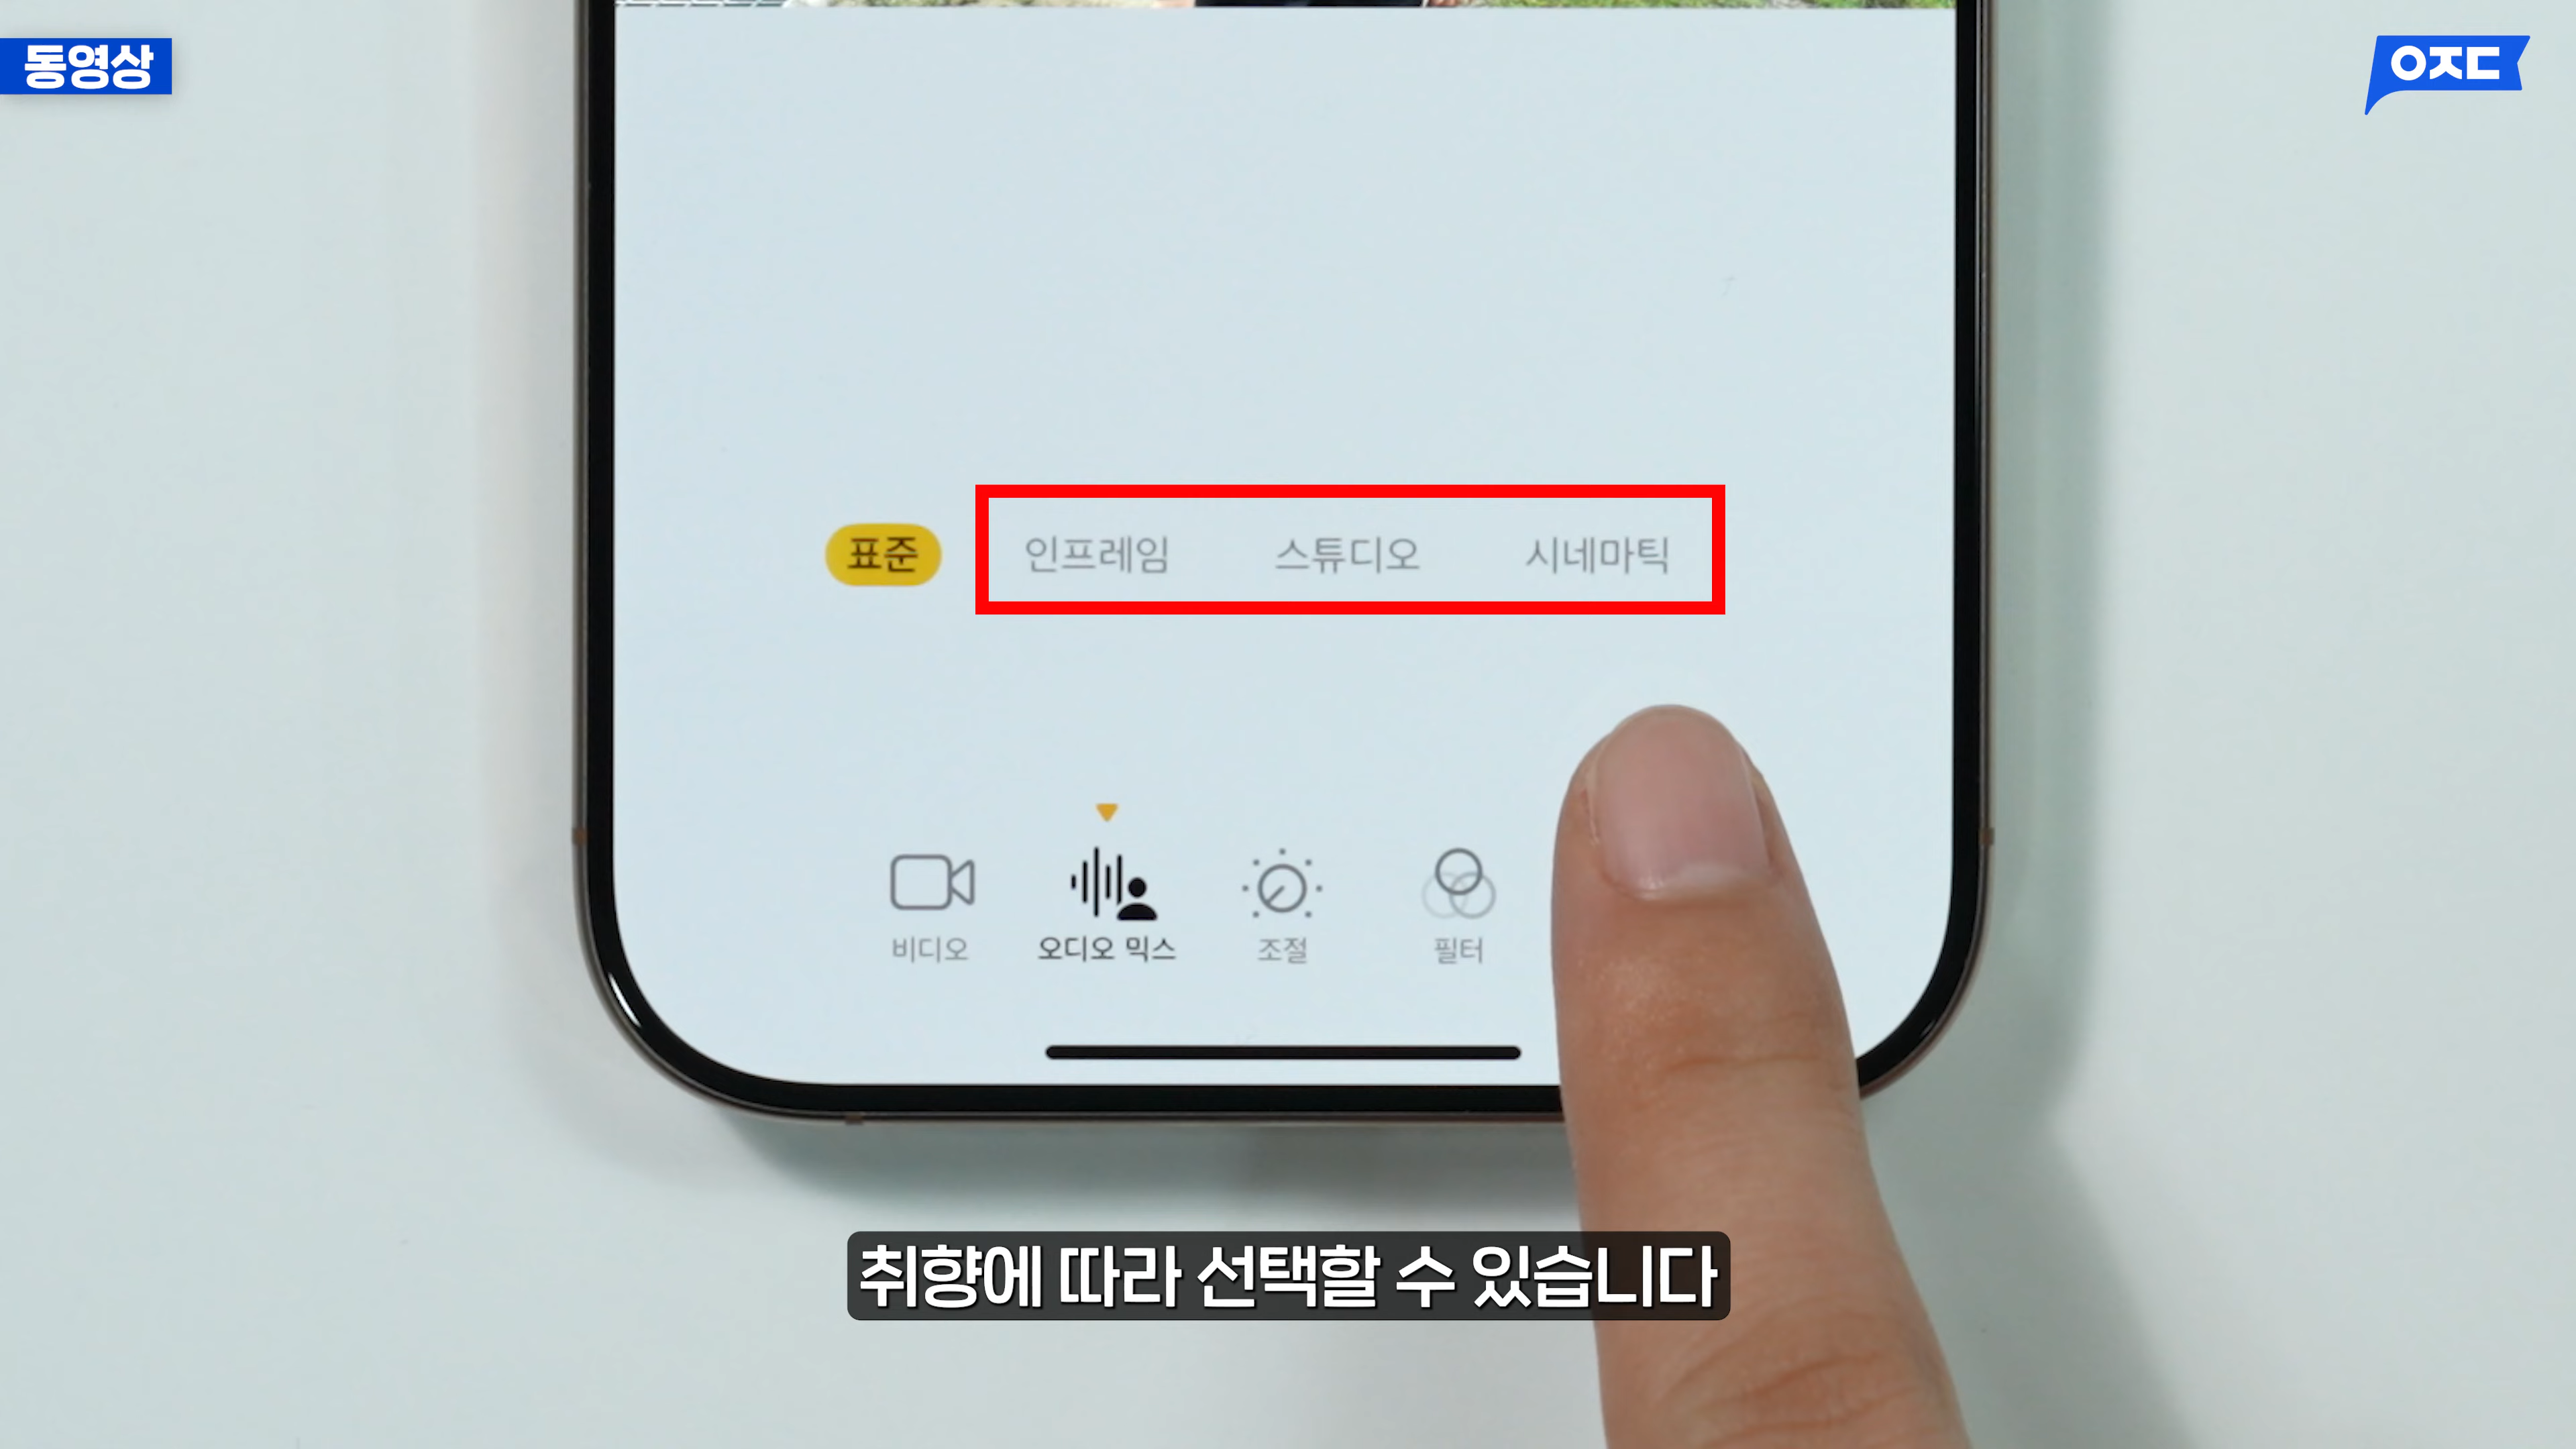 동영상
ㅇㅈㄷ
표준 인프레임 스튜디오 시네마틱
비디오 오디오 믹스 조절 필터
취향에 따라 선택할 수 있습니다